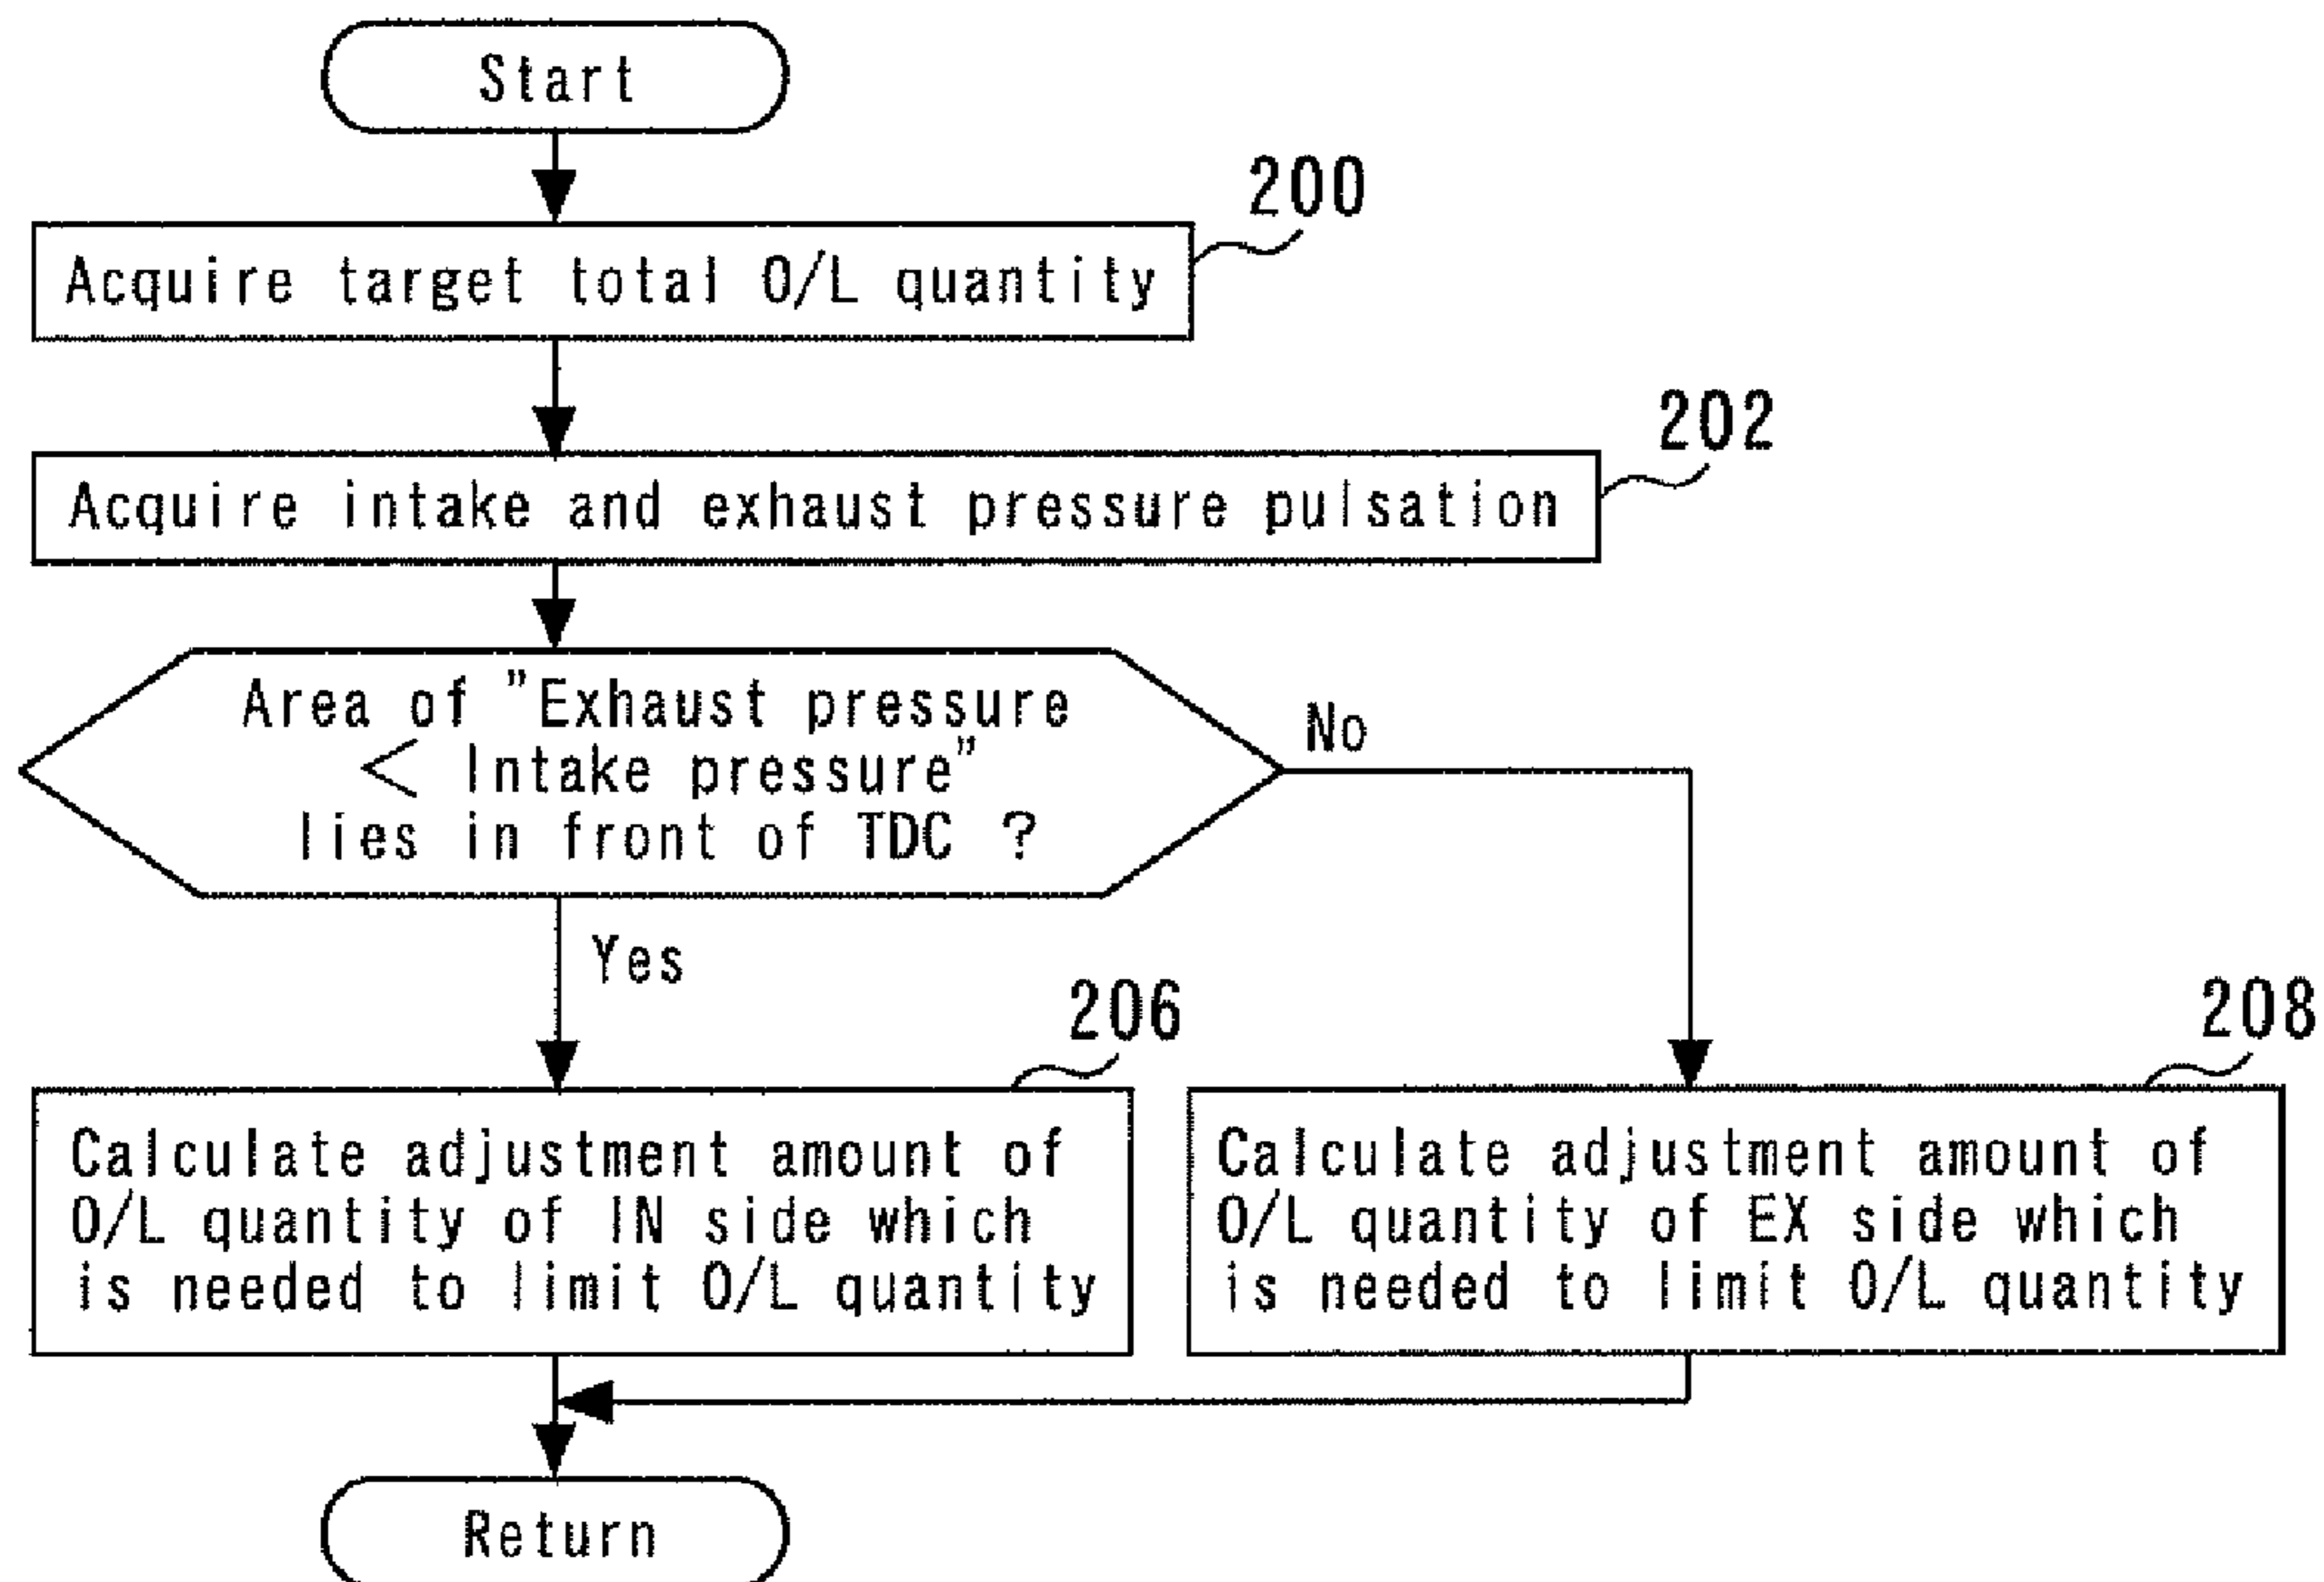 Start
200
Acquire target total O/L quantity
202
Acquire intake and exhaust pressure pulsation
Area of "Exhaust pressure
< Intake pressure"
lies in front of TDC ?
No
Yes
206
208
Calculate adjustment amount of
O/L quantity of IN side which
is needed to limit O/L quantity
Calculate adjustment amount of
O/L quantity of EX side which
is needed to limit O/L quantity
Return